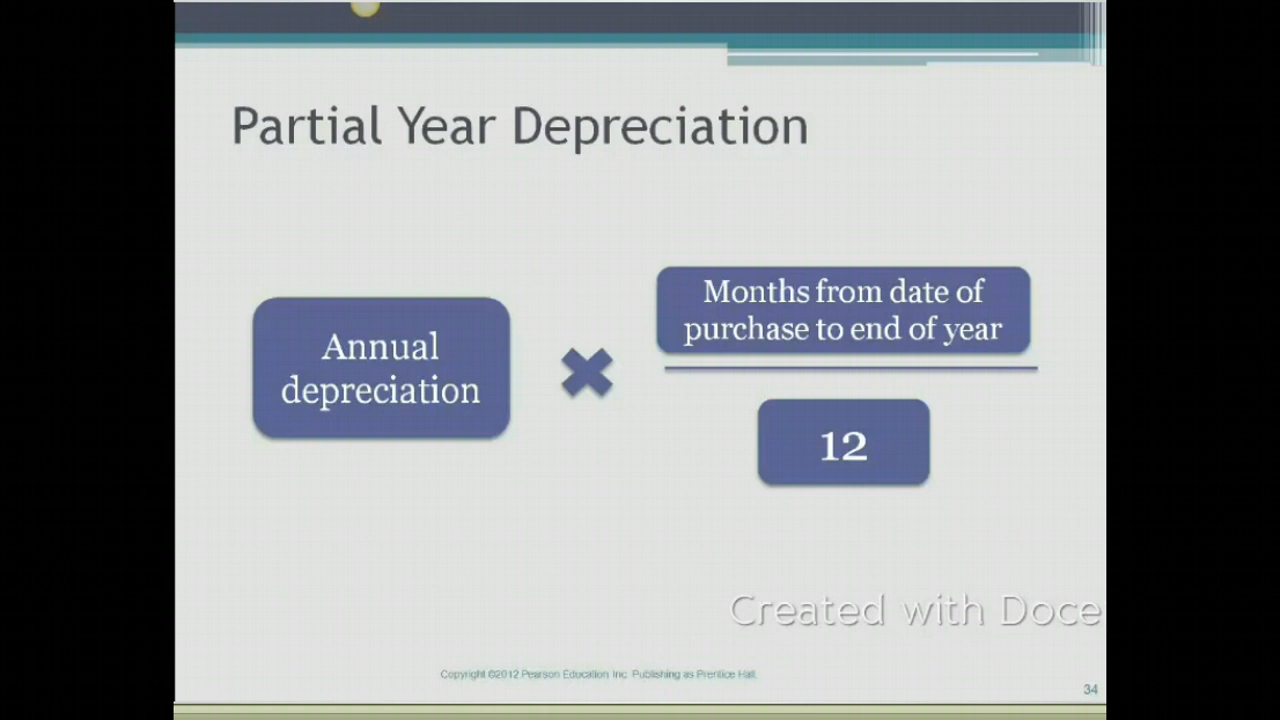 Partial Year Depreciation
Annual
depreciation
Months from date of
purchase to end of year
12
Created with Doce
Copyright ©2012 Pearson Education Inc. Publishing as Prentice Hall.
34